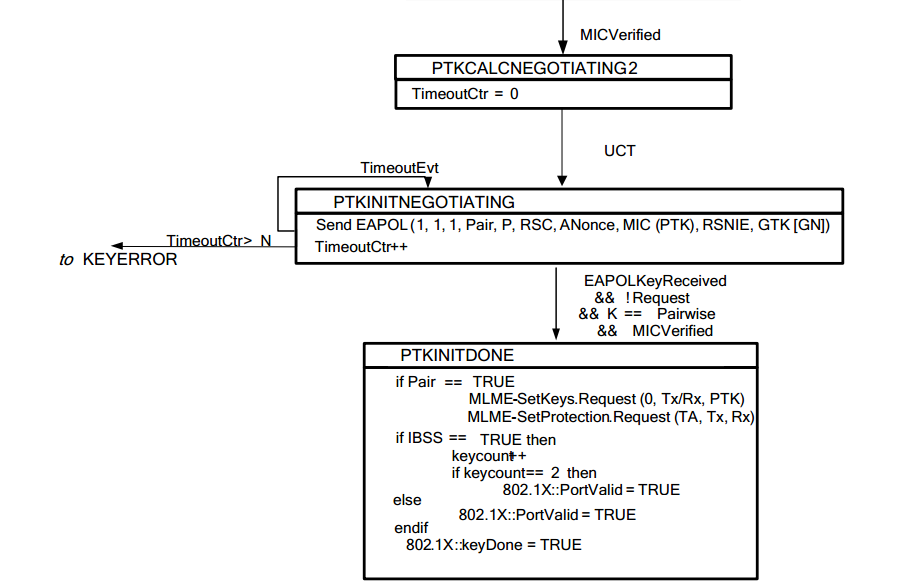 MICVerified
PTKCALCNEGOTIATING2
TimeoutCtr = 0
UCT
TimeoutEvt
PTKINITNEGOTIATING
Send EAPOL (1, 1, 1, Pair, P, RSC, ANonce, MIC (PTK), RSNIE, GTK [GN])
TimeoutCtr> N
TimeoutCtr++
to KEYERROR
EAPOLKeyReceived
&& !Request
&& K == Pairwise
&& MICVerified
PTKINITDONE
if Pair == TRUE
MLME-SetKeys.Request (0, Tx/Rx, PTK)
MLME-SetProtection.Request (TA, Tx, Rx)
if IBSS == TRUE then
keycount++
if keycount== 2 then
802.1X::PortValid = TRUE
else
802.1X::PortValid = TRUE
endif
802.1X::keyDone = TRUE